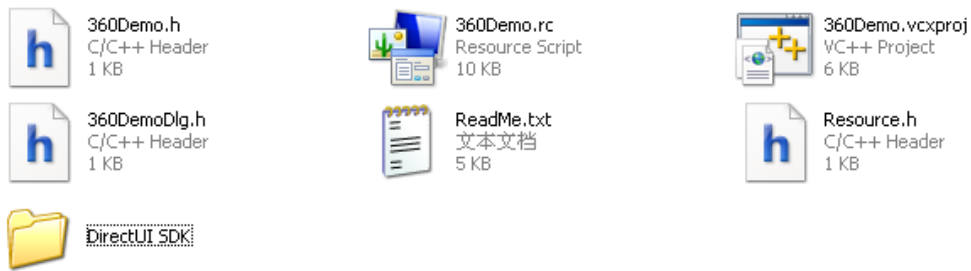 360Demo.h
C/C++ Header
1 KB
360Demo.rc
Resource Script
10 KB
360Demo.vcxproj
VC++ Project
6 KB
360DemoDlg.h
C/C++ Header
1 KB
ReadMe.txt
文本文档
5 KB
Resource.h
C/C++ Header
1 KB
DirectUI SDK